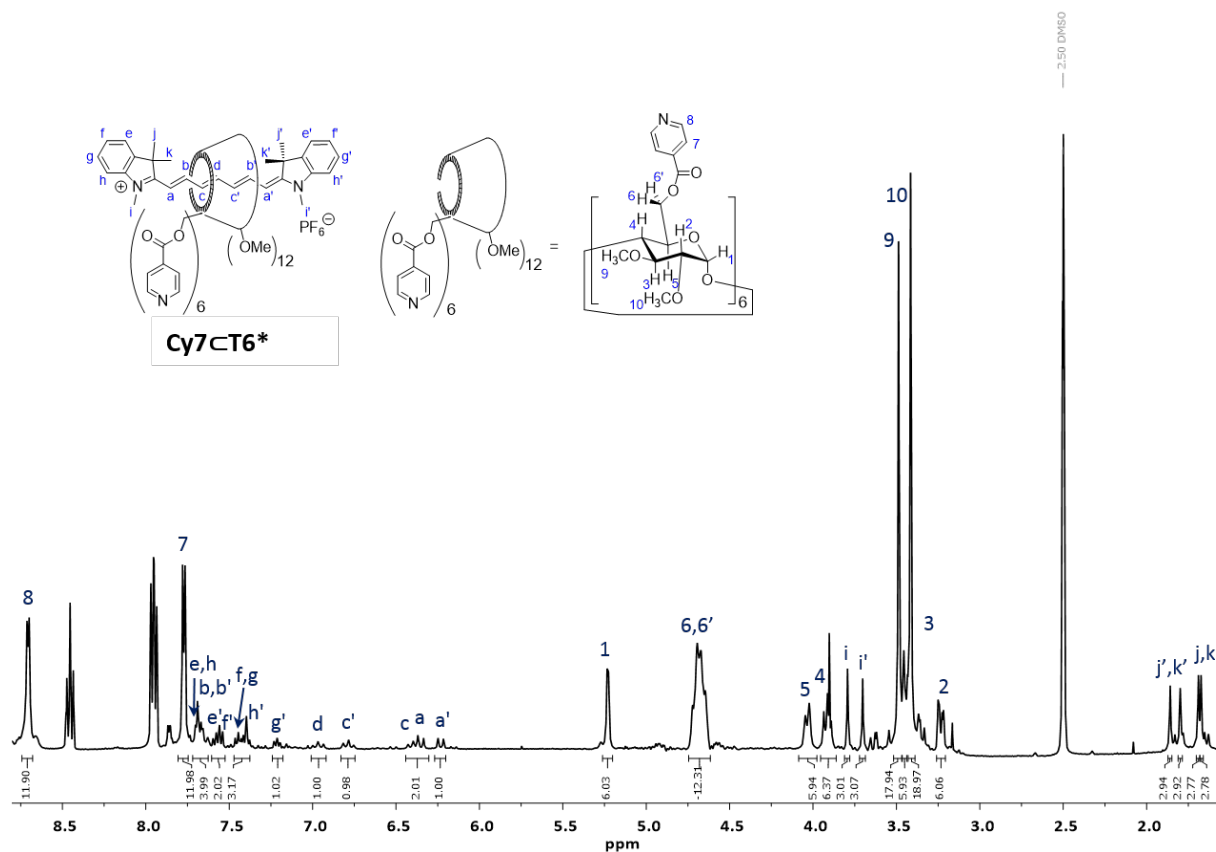 2.50 DMSO
f
e
j
g
k
h
b
d
b'
a
c
c'
a'
i
j'
k'
e'
f'
g'
h'
i'
N
+
N
PF6⊖
O
O
(OMe)12
N
6
Cy7⊂T6*
O
O
(OMe)12
N
6
=
N
8
7
O
6'
H
O
6
H
4
H
H
2
O
H
1
H3CO
9
H
3
H
5
O
10
H3CO
6
8
7
e,h
b,b'
e'
f'
f,g
h'
g'
d
c'
c
a
a'
1
6,6’
5
4
i
i'
9
10
3
2
j’,k’
j,k
11.90
11.98
3.99
2.02
3.17
1.02
1.00
0.98
2.01
1.00
6.03
-12.31
5.94
6.37
3.01
3.07
17.94
5.93
18.97
6.06
2.94
2.92
2.77
2.78
8.5 8.0 7.5 7.0 6.5 6.0 5.5 5.0 4.5 4.0 3.5 3.0 2.5 2.0
ppm